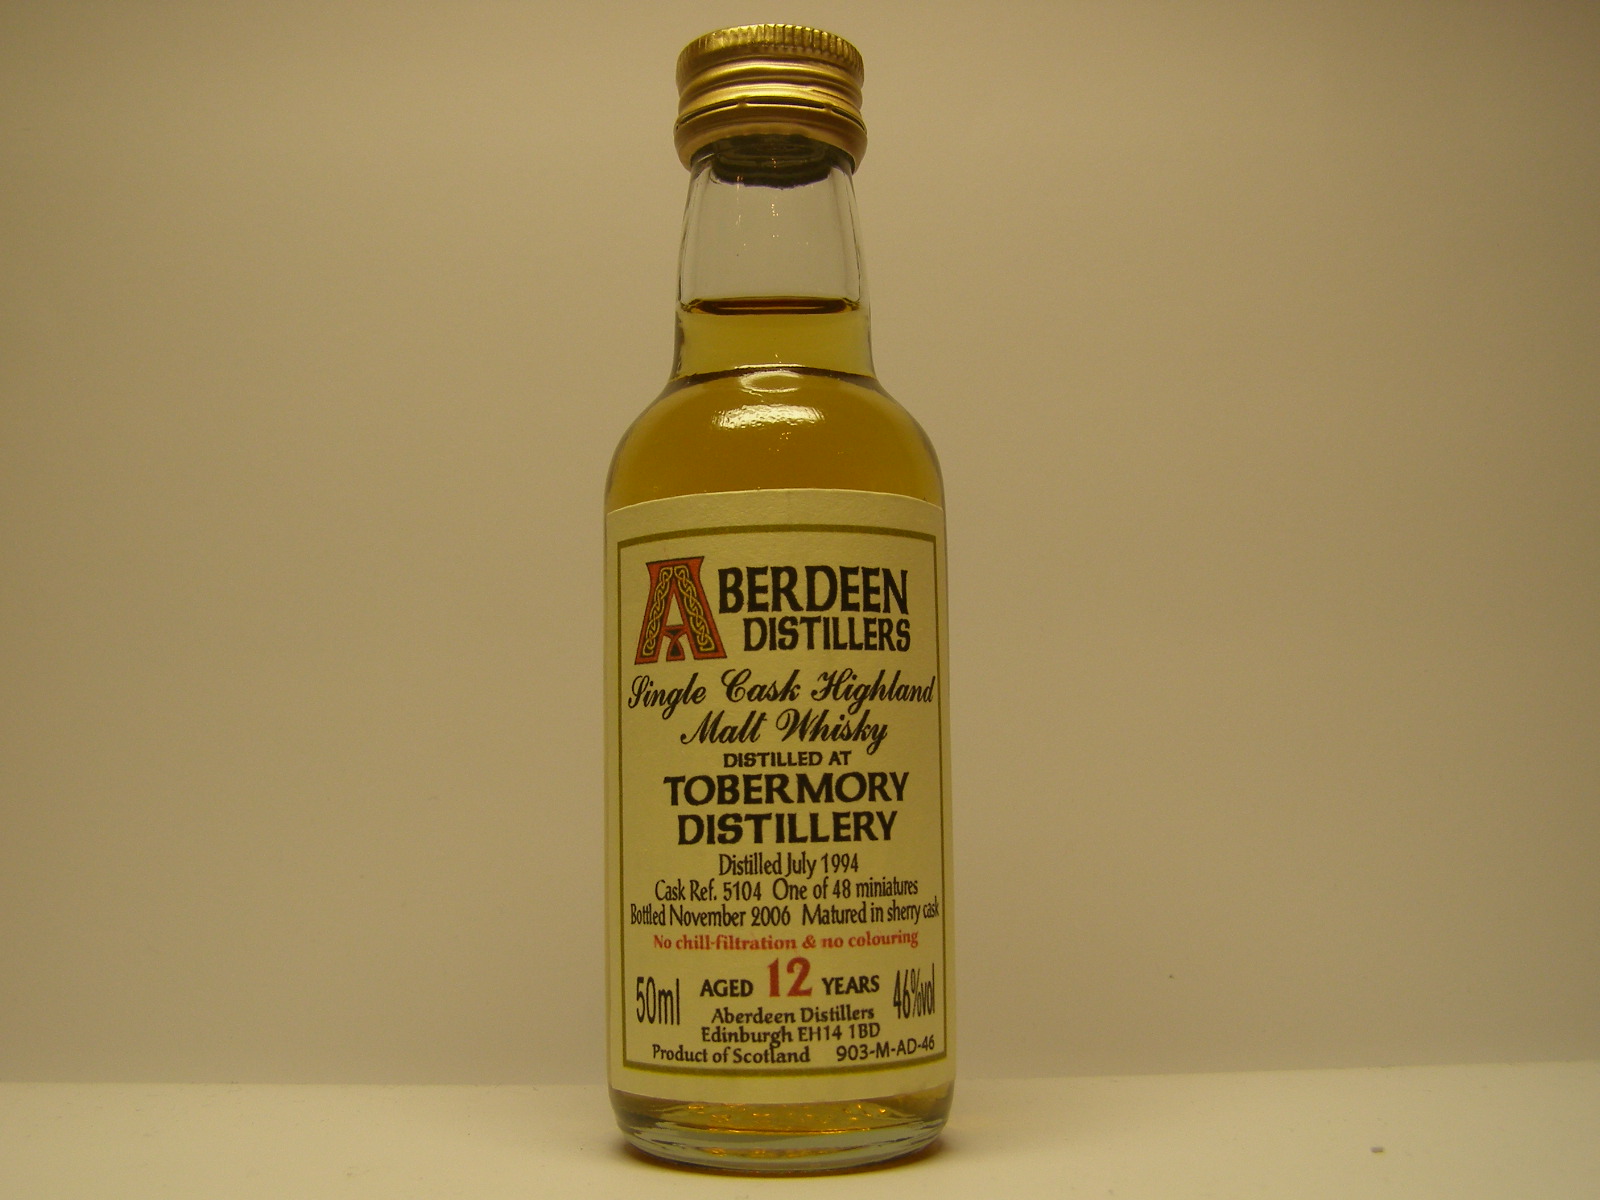 ABERDEEN
DISTILLERS
Single Cask Highland
Malt Whisky
DISTILLED AT
TOBERMORY
DISTILLERY
Distilled July 1994
Cask Ref. 5104 One of 48 miniatures
Bottled November 2006 Matured in sherry cask
No chill-filtration & no colouring
50ml AGED 12 YEARS 46%vol
Aberdeen Distillers
Edinburgh EH14 1BD
Product of Scotland 903-M-AD-46